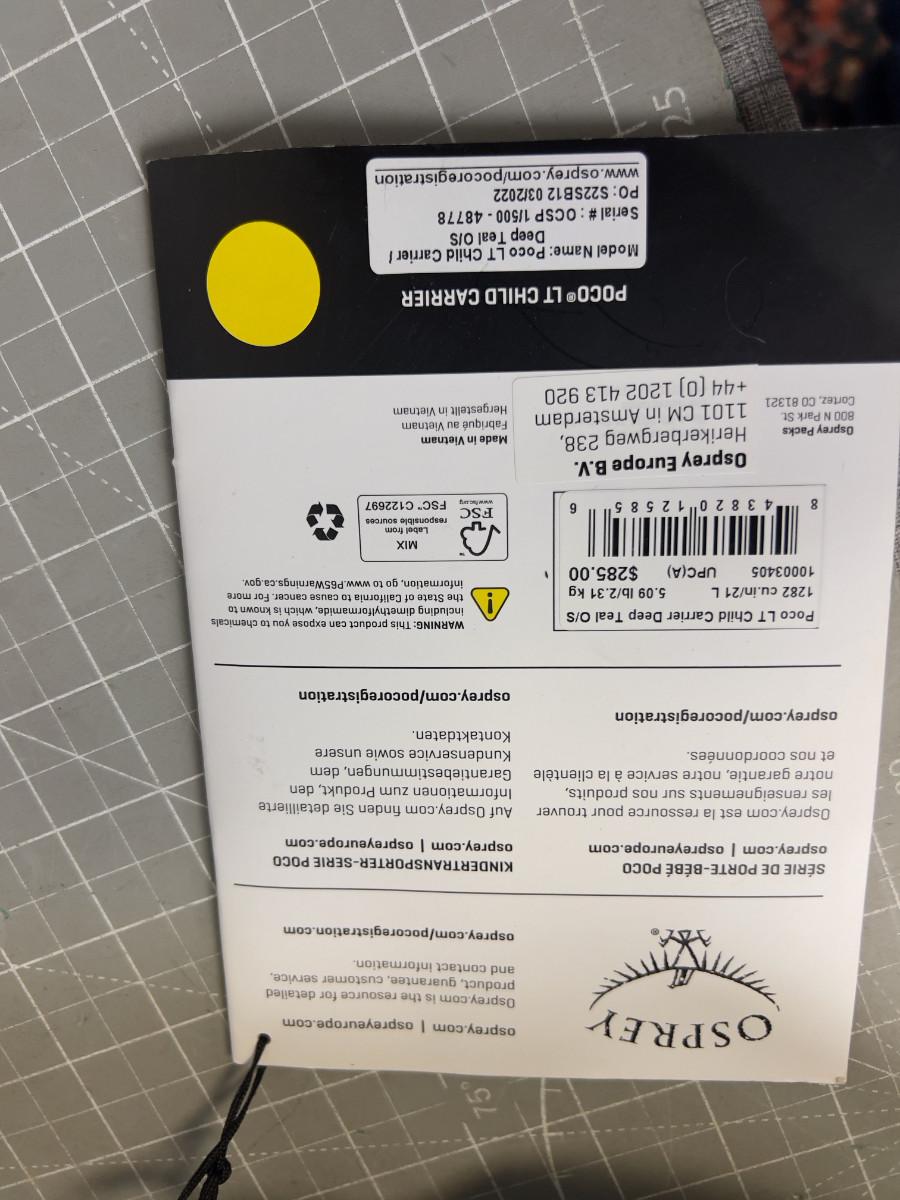 OSPREY®
osprey.com | ospreyeurope.com
Osprey.com is the resource for detailed
product, guarantee, customer service,
and contact information.
osprey.com/pocoregistration.com
SÉRIE DE PORTE-BÉBÉ POCO
osprey.com | ospreyeurope.com
Osprey.com est la ressource pour trouver
les renseignements sur nos produits,
notre garantie, notre service à la clientèle
et nos coordonnées.
osprey.com/pocoregistration
KINDERTRANSPORTER-SERIE POCO
osprey.com | ospreyeurope.com
Auf Osprey.com finden Sie detaillierte
Informationen zum Produkt, den
Garantiebestimmungen, dem
Kundenservice sowie unsere
Kontaktdaten.
osprey.com/pocoregistration
Poco LT Child Carrier Deep Teal O/S
1282 cu.in/21 L 5.09 lb/2.31 kg
10003405 UPC(A) $285.00
8 43820 12585 6
WARNING: This product can expose you to chemicals
including dimethylformamide, which is known to
the State of California to cause cancer. For more
information, go to www.P65Warnings.ca.gov.
FSC
www.fsc.org
MIX
Label from
responsible sources
FSC™ C122697
Osprey Packs
800 N Park St.
Cortez, CO 81321
Osprey Europe B.V.
Herikerbergweg 238,
1101 CM in Amsterdam
+44 (0) 1202 413 920
Made in Vietnam
Fabriqué au Vietnam
Hergestellt in Vietnam
POCO® LT CHILD CARRIER
Model Name: Poco LT Child Carrier /
Deep Teal O/S
Serial # : OCSP 1/500 - 48778
PO: S22SB12 03/2022
www.osprey.com/pocoregistration
25
75°